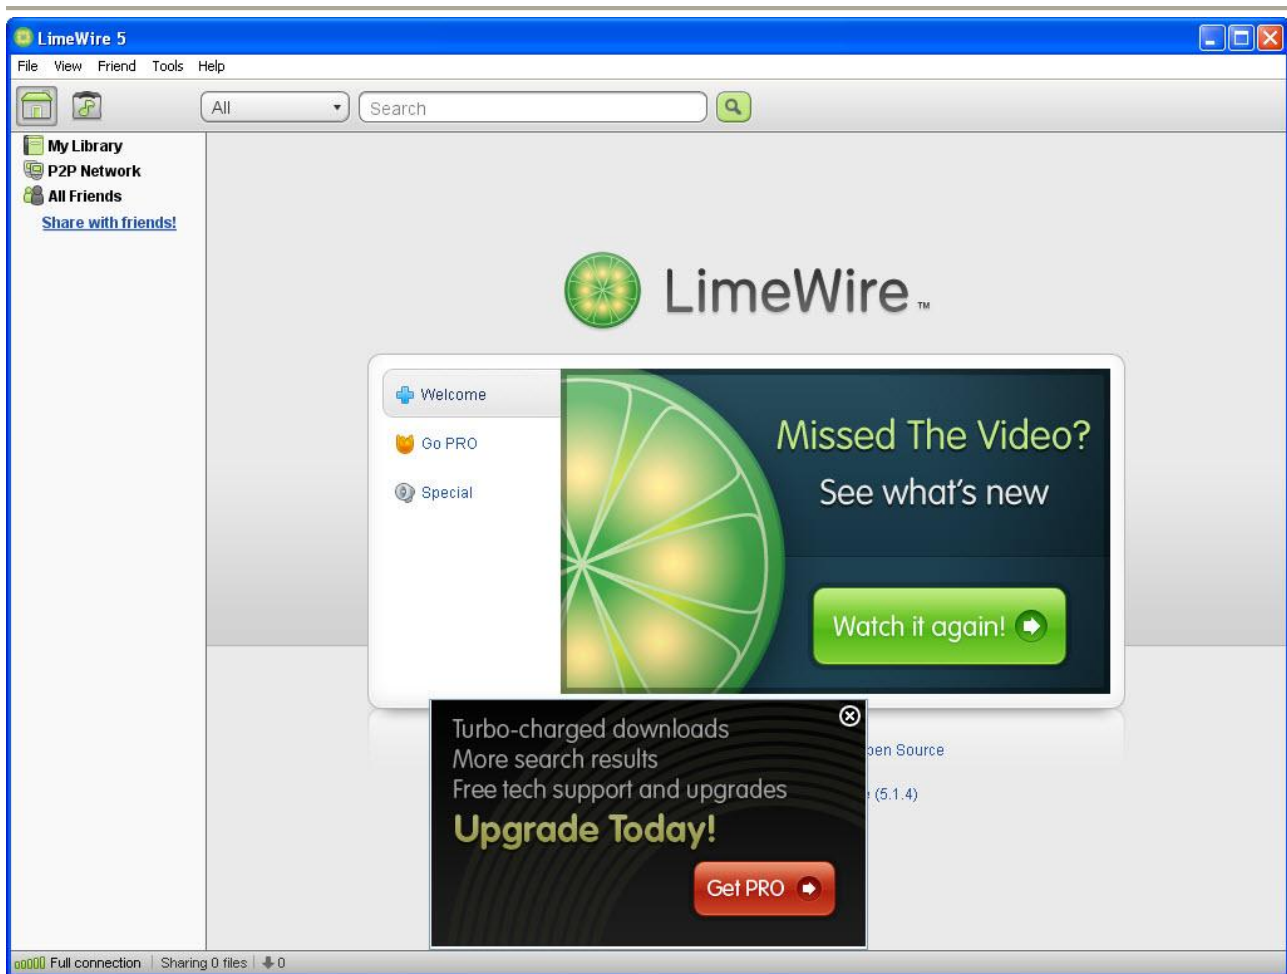 LimeWire 5
File View Friend Tools Help
All Search
My Library
P2P Network
All Friends
Share with friends!
LimeWire™
Welcome
Go PRO
Special
Missed The Video?
See what's new
Watch it again!
Turbo-charged downloads
More search results
Free tech support and upgrades
Upgrade Today!
Get PRO
Source
(5.1.4)
Full connection Sharing 0 files 0